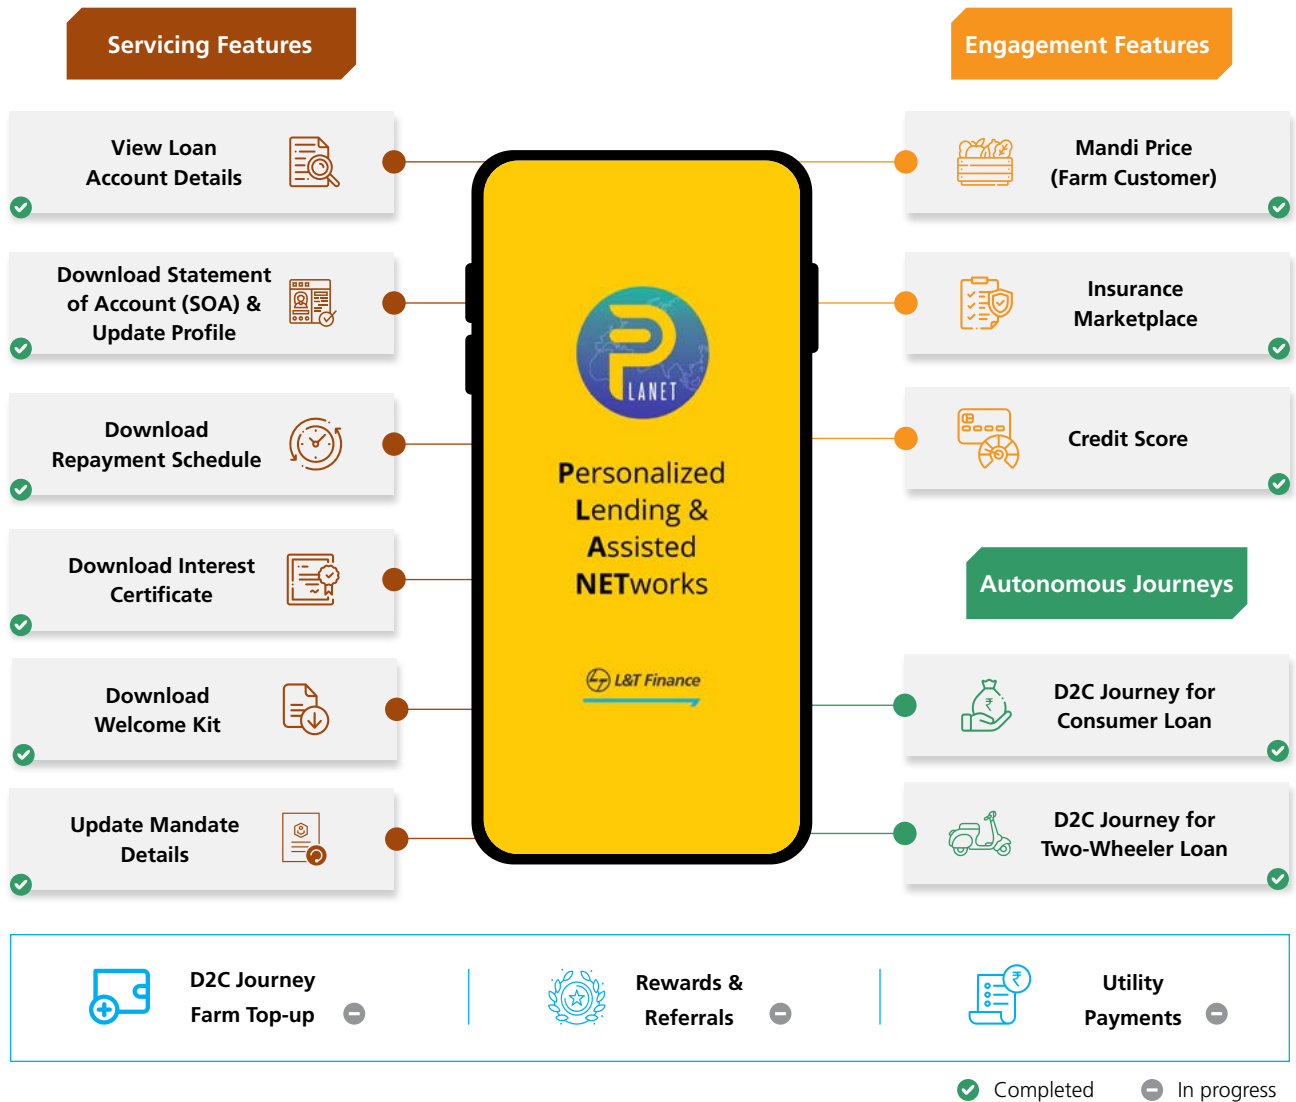 Servicing Features
View Loan
Account Details
Download Statement
of Account (SOA) &
Update Profile
Download
Repayment Schedule
Download Interest
Certificate
Download
Welcome Kit
Update Mandate
Details
P
LANET
Personalized
Lending &
Assisted
NETworks
L&T Finance
Engagement Features
Mandi Price
(Farm Customer)
Insurance
Marketplace
Credit Score
Autonomous Journeys
D2C Journey for
Consumer Loan
D2C Journey for
Two-Wheeler Loan
D2C Journey
Farm Top-up
Rewards &
Referrals
Utility
Payments
Completed
In progress